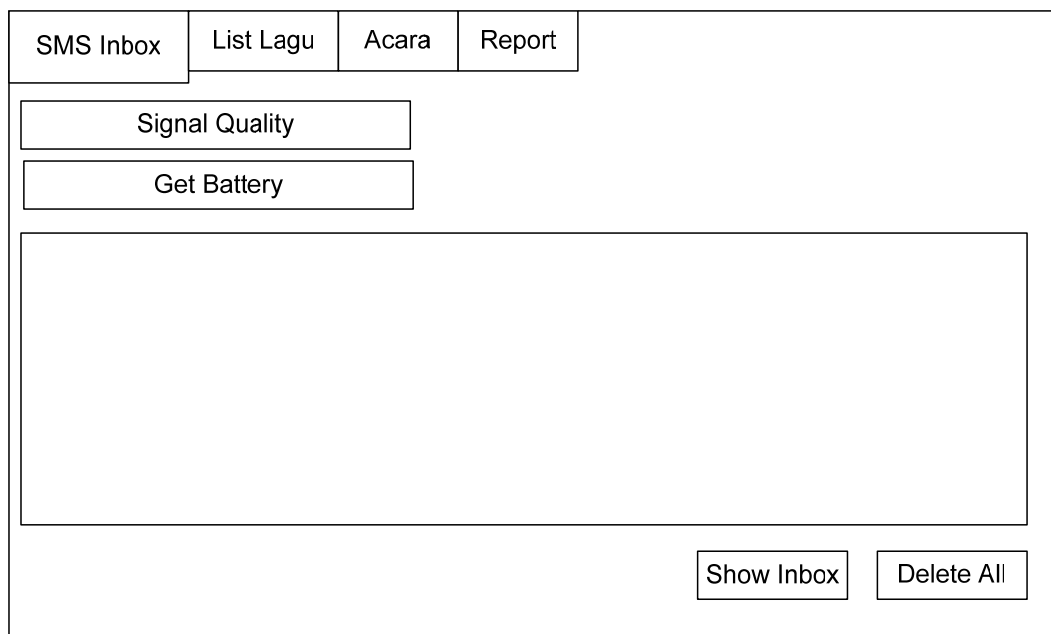 SMS Inbox List Lagu Acara Report
Signal Quality
Get Battery
Show Inbox Delete All